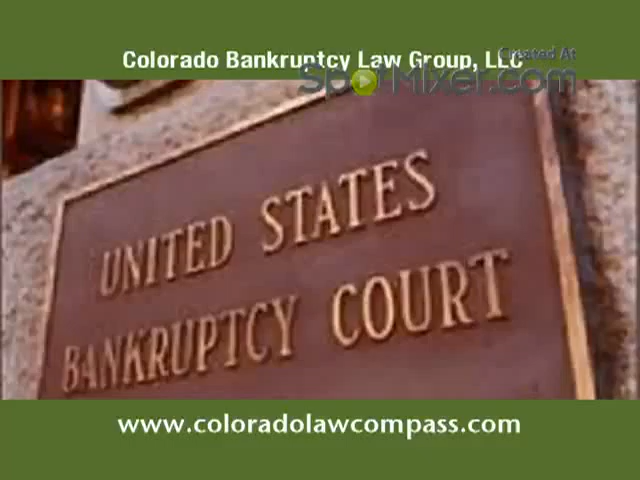 Colorado Bankruptcy Law Group, LLC
Created At
SpotMixer.com
UNITED STATES
BANKRUPTCY COURT
www.coloradolawcompass.com